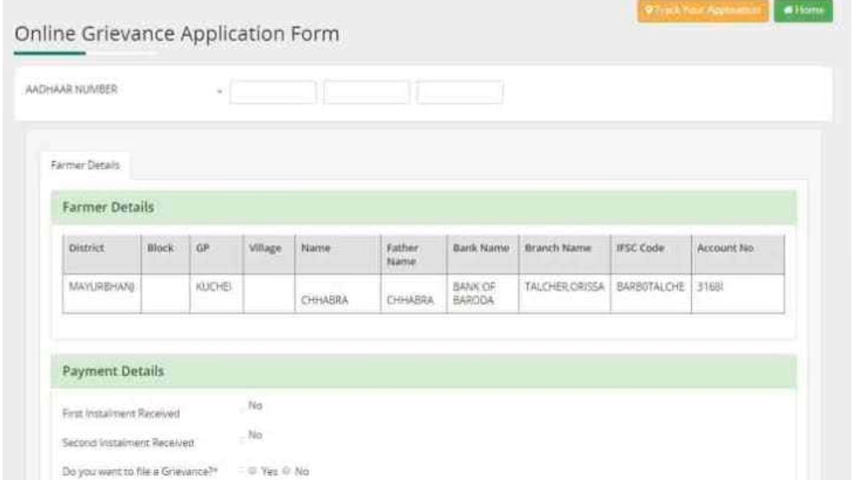 Track Your Application
Home
Online Grievance Application Form
AADHAAR NUMBER
Farmer Details
Farmer Details
District Block GP Village Name Father Name Bank Name Branch Name IFSC Code Account No
MAYURBHANJ KUCHEI CHHABRA CHHABRA BANK OF BARODA TALCHER,ORISSA BARB0TALCHE
Payment Details
First Instalment Received : No
Second Instalment Received : No
Do you want to file a Grievance?* : Yes No